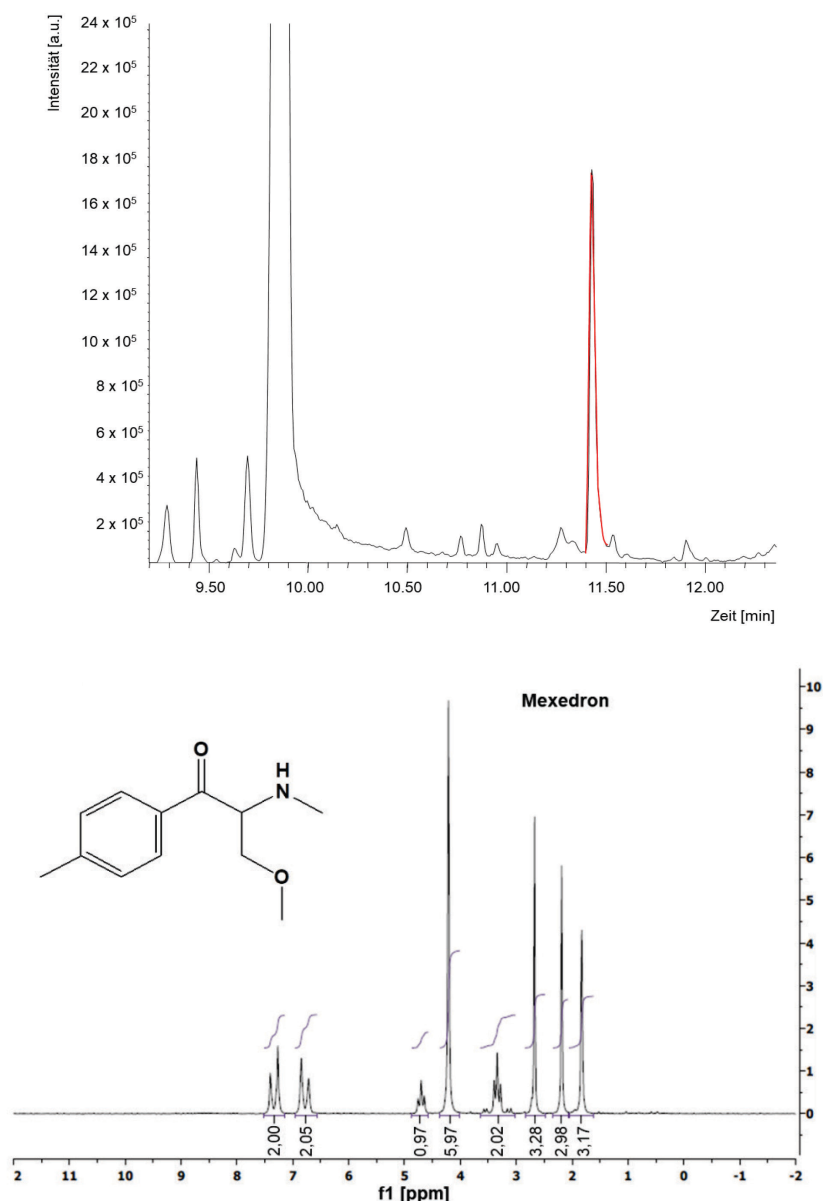 Intensität [a.u.]
24 x 10⁵
22 x 10⁵
20 x 10⁵
18 x 10⁵
16 x 10⁵
14 x 10⁵
12 x 10⁵
10 x 10⁵
8 x 10⁵
6 x 10⁵
4 x 10⁵
2 x 10⁵
9.50 10.00 10.50 11.00 11.50 12.00
Zeit [min]
Mexedron
O
H
N
O
10
9
8
7
6
5
4
3
2
1
0
-2
2,00 2,05 0,97 5,97 2,02 3,28 2,98 3,17
2 11 10 9 8 7 6 5 4 3 2 1 0 -1 -2
f1 [ppm]